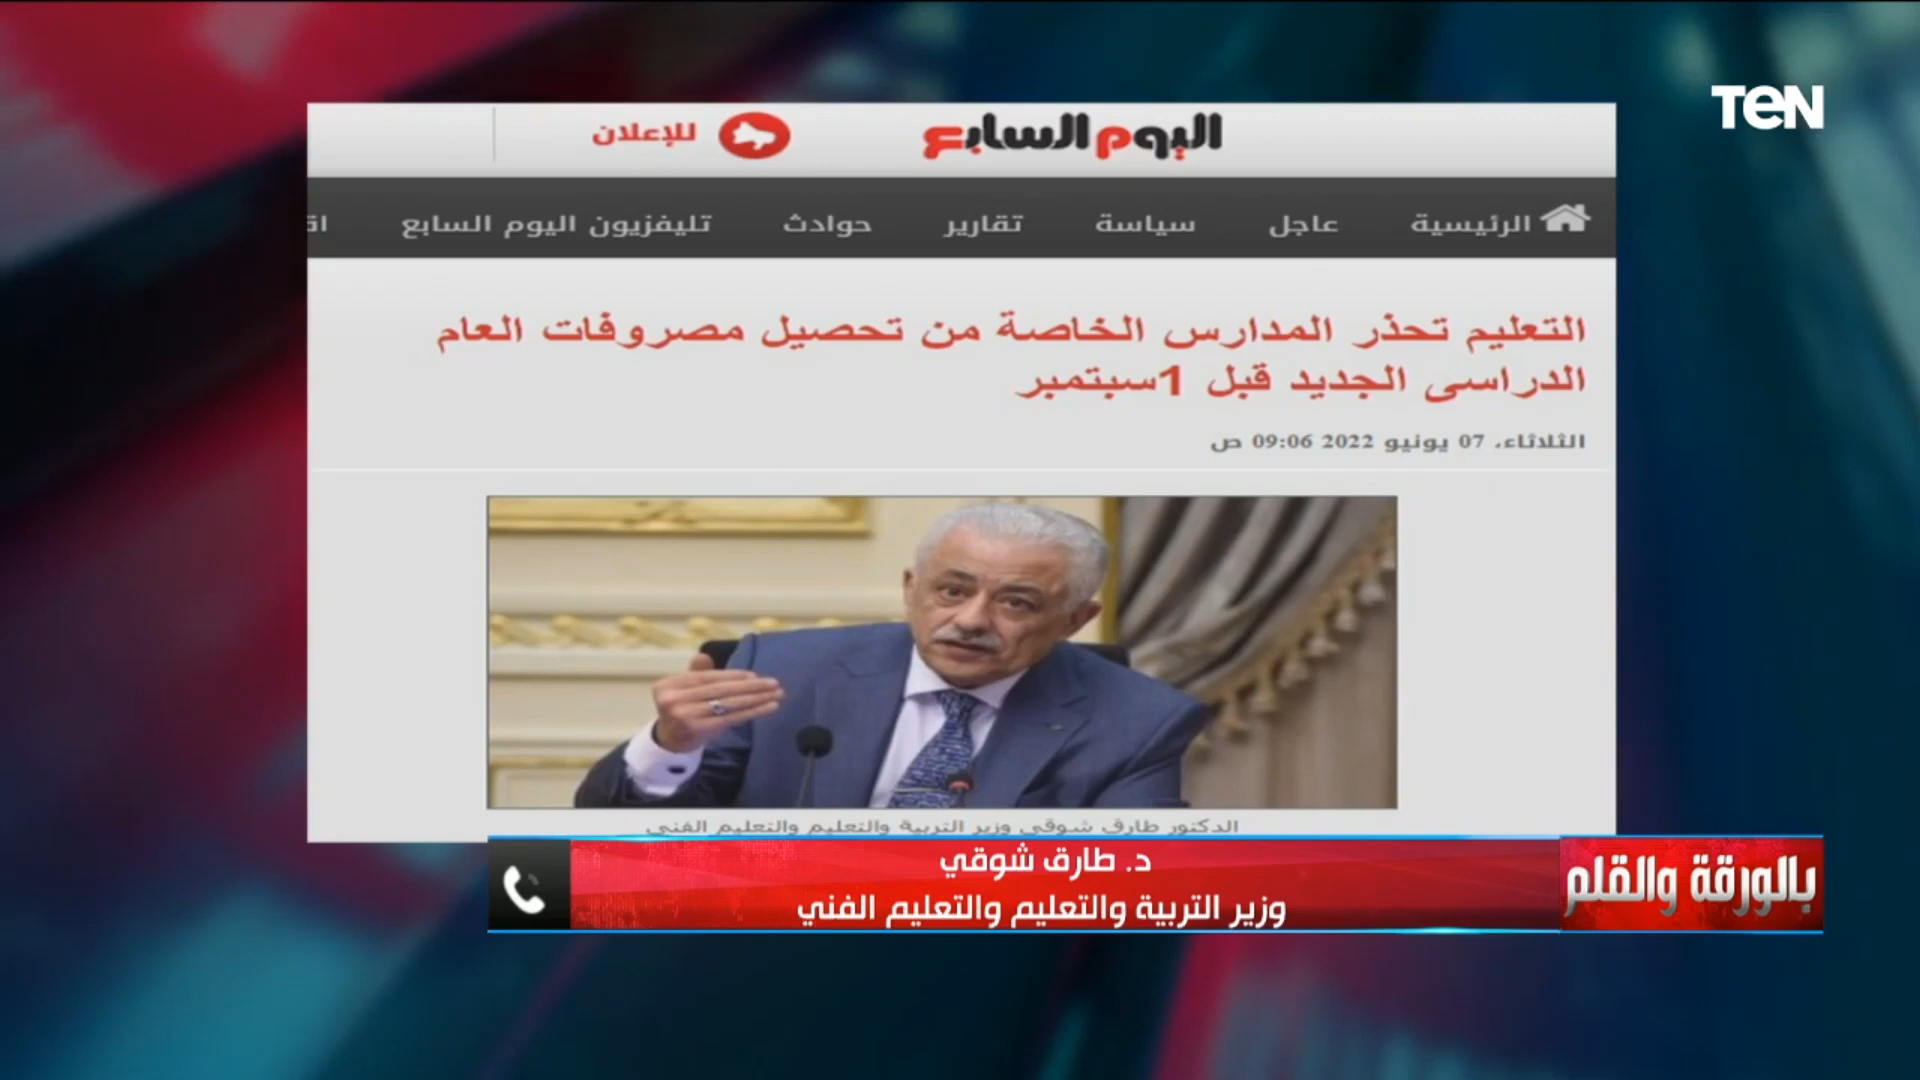 TeN
اليوم السابع
للإعلان
الرئيسية عاجل سياسة تقارير حوادث تليفزيون اليوم السابع
التعليم تحذر المدارس الخاصة من تحصيل مصروفات العام
الدراسى الجديد قبل 1سبتمبر
الثلاثاء، 07 يونيو 2022 09:06 ص
الدكتور طارق شوقى وزير التربية والتعليم والتعليم الفنى
د. طارق شوقي
وزير التربية والتعليم والتعليم الفني
بالورقة والقلم